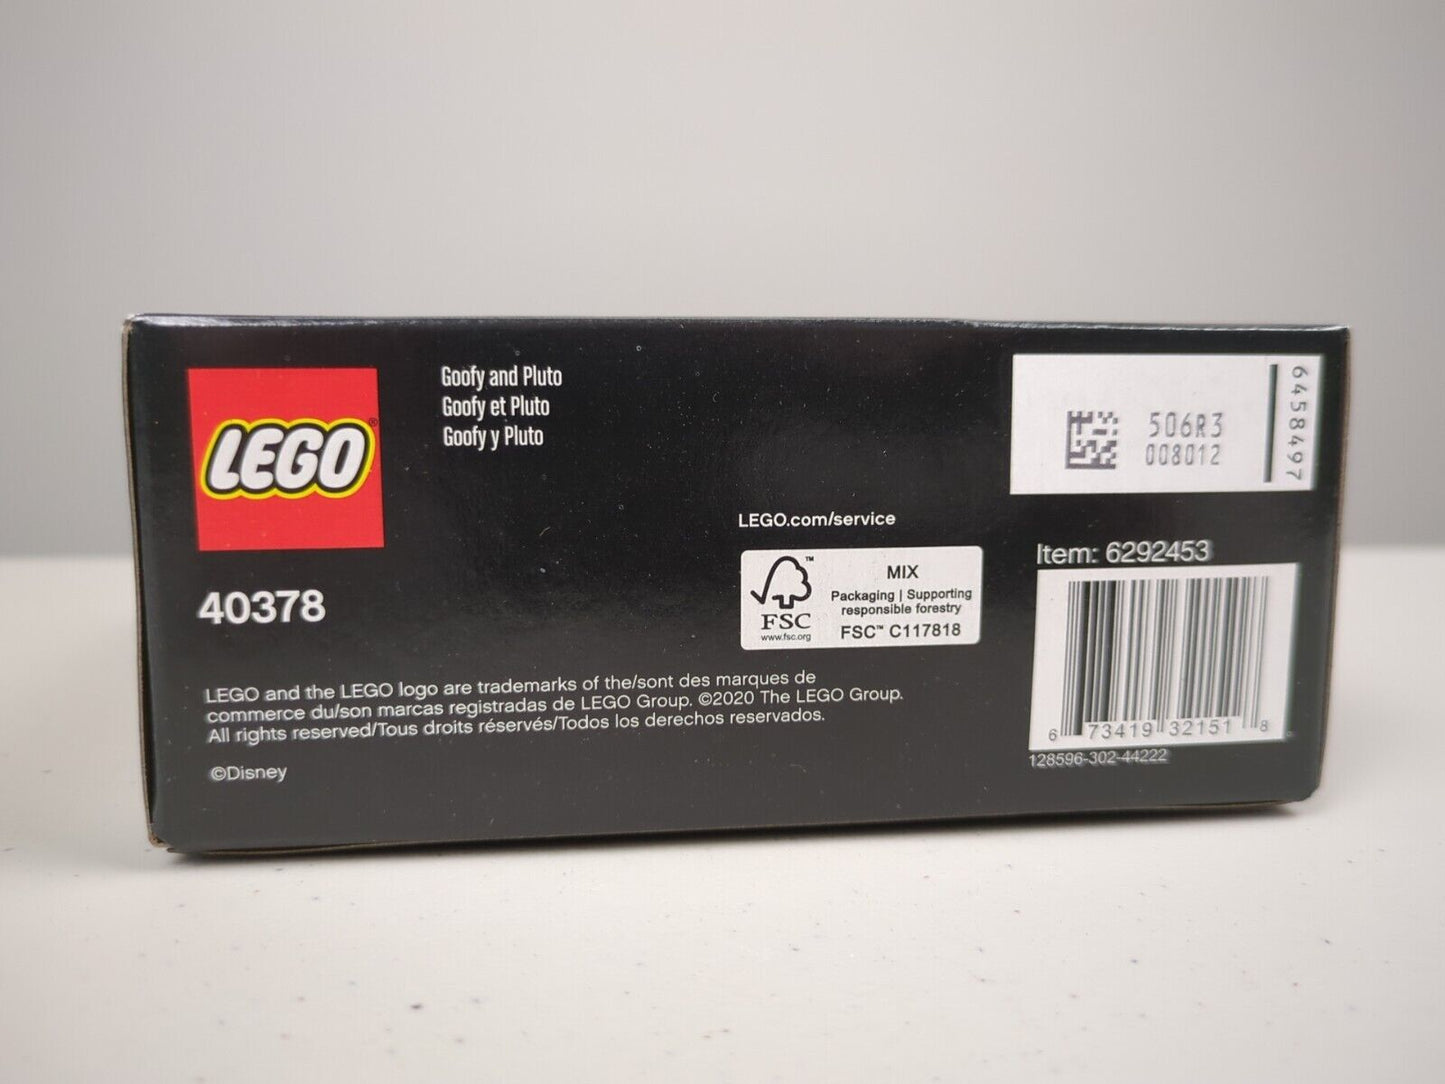 LEGO®
Goofy and Pluto
Goofy et Pluto
Goofy y Pluto
40378
LEGO and the LEGO logo are trademarks of the/sont des marques de
commerce du/son marcas registradas de LEGO Group. ©2020 The LEGO Group.
All rights reserved/Tous droits réservés/Todos los derechos reservados.
©Disney
LEGO.com/service
FSC™
www.fsc.org
MIX
Packaging | Supporting
responsible forestry
FSC™ C117818
506R3
008012
6458497
Item: 6292453
6 73419 32151 8
128596-302-44222